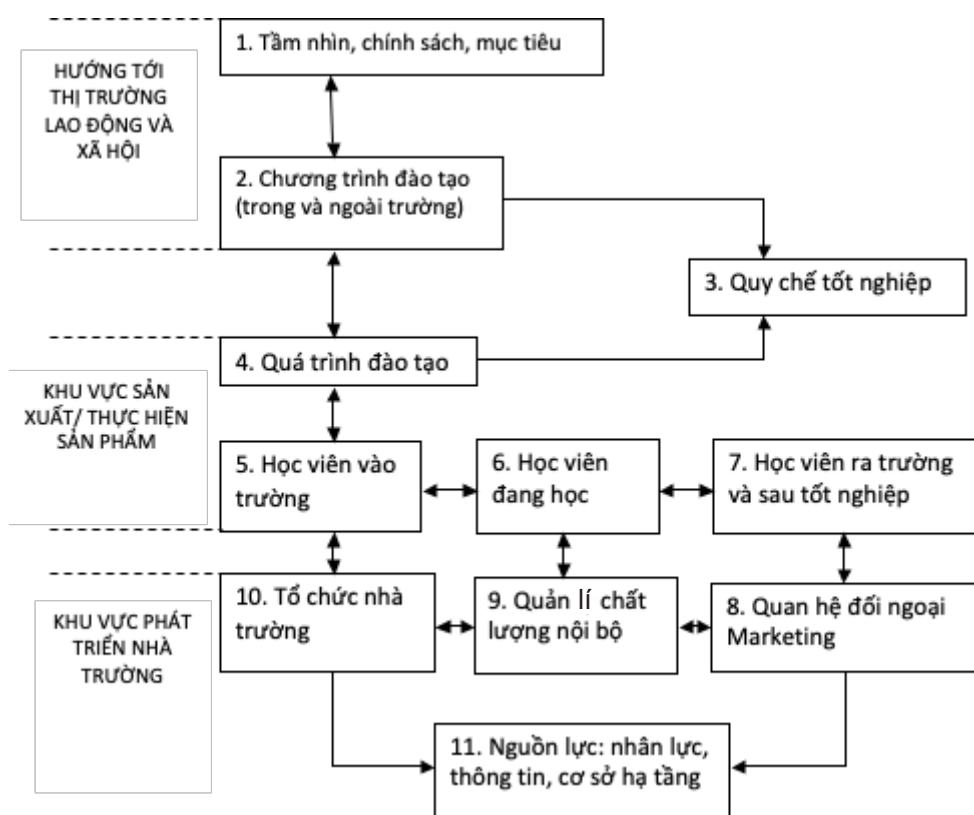 1. Tầm nhìn, chính sách, mục tiêu
HƯỚNG TỚI
THỊ TRƯỜNG
LAO ĐỘNG VÀ
XÃ HỘI
2. Chương trình đào tạo
(trong và ngoài trường)
3. Quy chế tốt nghiệp
4. Quá trình đào tạo
KHU VỰC SẢN
XUẤT/ THỰC HIỆN
SẢN PHẨM
5. Học viên vào
trường
6. Học viên
đang học
7. Học viên ra trường
và sau tốt nghiệp
KHU VỰC PHÁT
TRIỂN NHÀ
TRƯỜNG
10. Tổ chức nhà
trường
9. Quản lí chất
lượng nội bộ
8. Quan hệ đối ngoại
Marketing
11. Nguồn lực: nhân lực,
thông tin, cơ sở hạ tầng